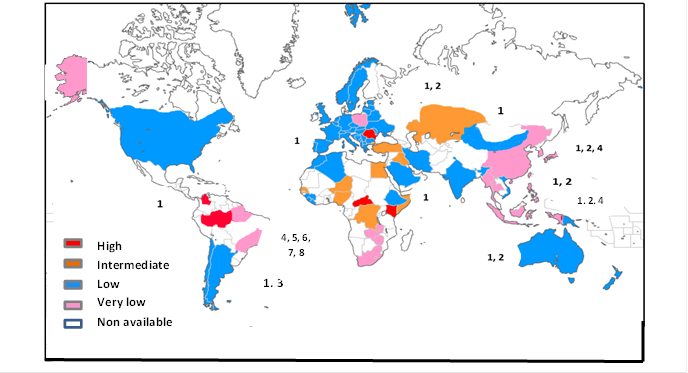 1, 2
1
1
1, 2, 4
1, 2
1
1
1. 2. 4
4, 5, 6,
7, 8
1, 2
1. 3
High
Intermediate
Low
Very low
Non available